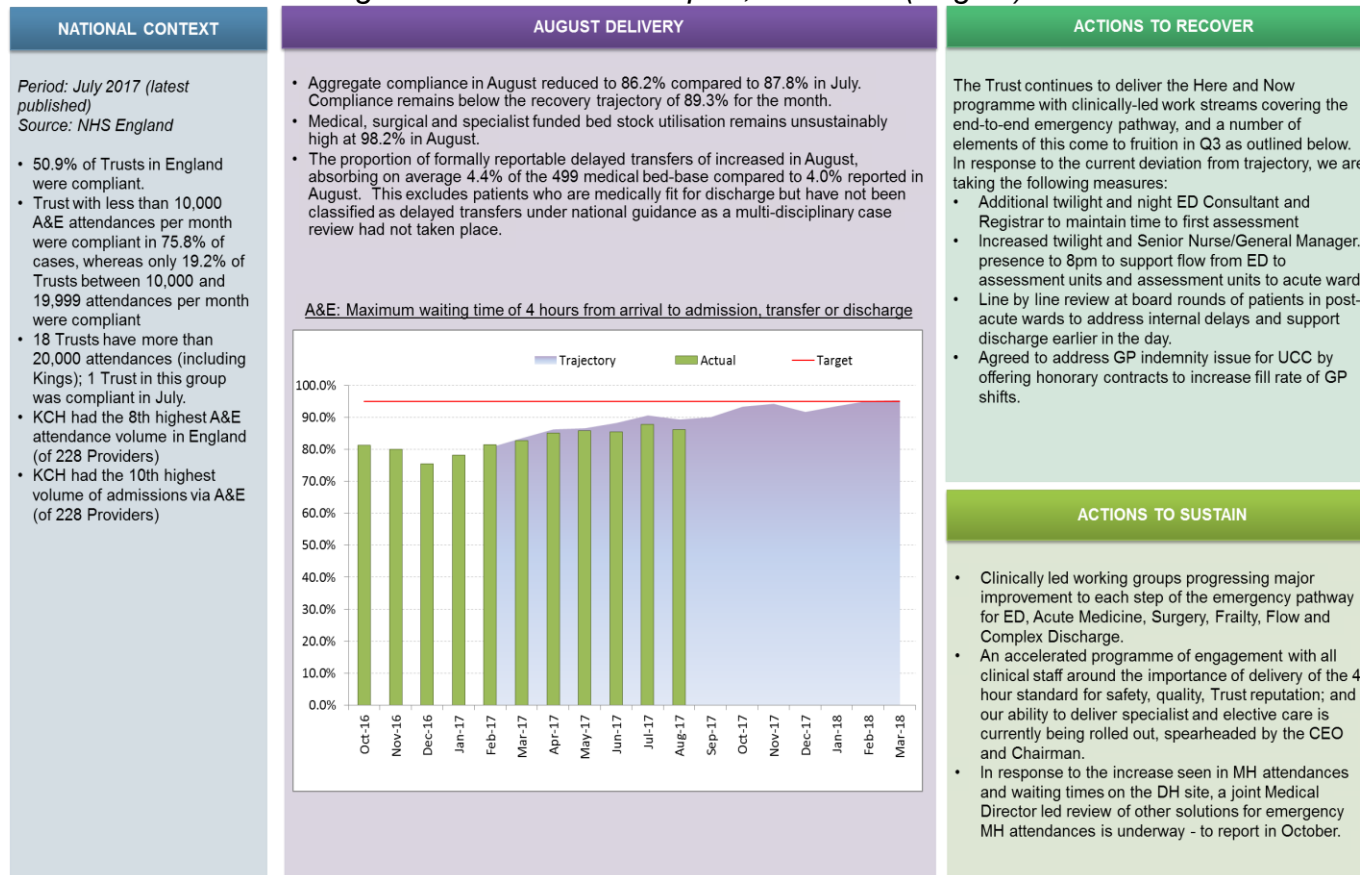 NATIONAL CONTEXT
Period: July 2017 (latest
published)
Source: NHS England
• 50.9% of Trusts in England
were compliant.
• Trust with less than 10,000
A&E attendances per month
were compliant in 75.8% of
cases, whereas only 19.2% of
Trusts between 10,000 and
19,999 attendances per month
were compliant
• 18 Trusts have more than
20,000 attendances (including
Kings); 1 Trust in this group
was compliant in July.
• KCH had the 8th highest A&E
attendance volume in England
(of 228 Providers)
• KCH had the 10th highest
volume of admissions via A&E
(of 228 Providers)
AUGUST DELIVERY
• Aggregate compliance in August reduced to 86.2% compared to 87.8% in July.
Compliance remains below the recovery trajectory of 89.3% for the month.
• Medical, surgical and specialist funded bed stock utilisation remains unsustainably
high at 98.2% in August.
• The proportion of formally reportable delayed transfers of increased in August,
absorbing on average 4.4% of the 499 medical bed-base compared to 4.0% reported in
August. This excludes patients who are medically fit for discharge but have not been
classified as delayed transfers under national guidance as a multi-disciplinary case
review had not taken place.
A&E: Maximum waiting time of 4 hours from arrival to admission, transfer or discharge
Trajectory Actual Target
100.0%
90.0%
80.0%
70.0%
60.0%
50.0%
40.0%
30.0%
20.0%
10.0%
0.0%
Oct-16
Nov-16
Dec-16
Jan-17
Feb-17
Mar-17
Apr-17
May-17
Jun-17
Jul-17
Aug-17
Sep-17
Oct-17
Nov-17
Dec-17
Jan-18
Feb-18
Mar-18
ACTIONS TO RECOVER
The Trust continues to deliver the Here and Now
programme with clinically-led work streams covering the
end-to-end emergency pathway, and a number of
elements of this come to fruition in Q3 as outlined below.
In response to the current deviation from trajectory, we are
taking the following measures:
• Additional twilight and night ED Consultant and
Registrar to maintain time to first assessment
• Increased twilight and Senior Nurse/General Manager.
presence to 8pm to support flow from ED to
assessment units and assessment units to acute ward
• Line by line review at board rounds of patients in post-
acute wards to address internal delays and support
discharge earlier in the day.
• Agreed to address GP indemnity issue for UCC by
offering honorary contracts to increase fill rate of GP
shifts.
ACTIONS TO SUSTAIN
• Clinically led working groups progressing major
improvement to each step of the emergency pathway
for ED, Acute Medicine, Surgery, Frailty, Flow and
Complex Discharge.
• An accelerated programme of engagement with all
clinical staff around the importance of delivery of the 4
hour standard for safety, quality, Trust reputation; and
our ability to deliver specialist and elective care is
currently being rolled out, spearheaded by the CEO
and Chairman.
• In response to the increase seen in MH attendances
and waiting times on the DH site, a joint Medical
Director led review of other solutions for emergency
MH attendances is underway - to report in October.